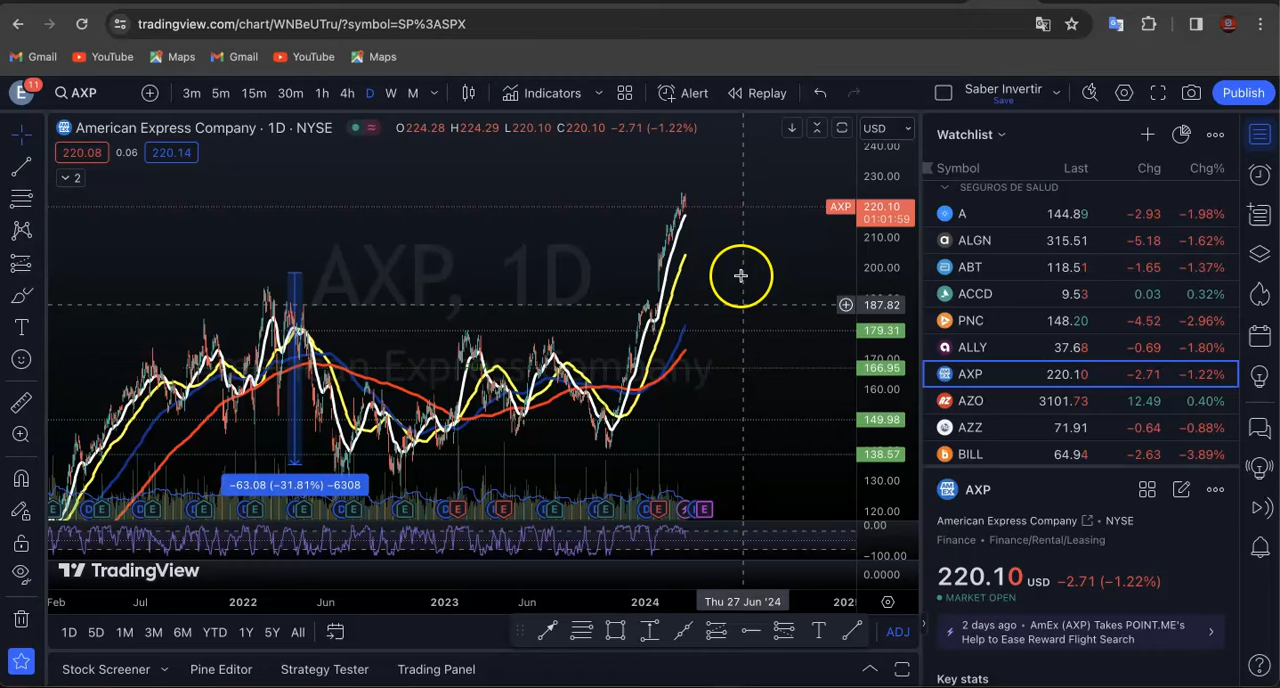 tradingview.com/chart/WNBeUTru/?symbol=SP%3ASPX
Gmail YouTube Maps Gmail YouTube Maps
E 11 AXP 3m 5m 15m 30m 1h 4h D W M Indicators Alert Replay Saber Invertir Save Publish
American Express Company · 1D · NYSE O224.28 H224.29 L220.10 C220.10 −2.71 (−1.22%) USD
220.08 0.06 220.14
2
AXP, 1D
American Express Company
240.00
230.00
AXP 220.10
01:01:59
210.00
200.00
187.82
179.31
170.00
166.95
160.00
149.98
138.57
130.00
120.00
0.00
−100.00
0.0000
−63.08 (−31.81%) −6308
TradingView
Feb Jul 2022 Jun 2023 Jun 2024 Thu 27 Jun '24
1D 5D 1M 3M 6M YTD 1Y 5Y All ADJ
Stock Screener Pine Editor Strategy Tester Trading Panel
Watchlist
Symbol Last Chg Chg%
SEGUROS DE SALUD
A 144.89 −2.93 −1.98%
ALGN 315.51 −5.18 −1.62%
ABT 118.51 −1.65 −1.37%
ACCD 9.53 0.03 0.32%
PNC 148.20 −4.52 −2.96%
ALLY 37.68 −0.69 −1.80%
AXP 220.10 −2.71 −1.22%
AZO 3101.73 12.49 0.40%
AZZ 71.91 −0.64 −0.88%
BILL 64.94 −2.63 −3.89%
AXP
American Express Company · NYSE
Finance · Finance/Rental/Leasing
220.10 USD −2.71 (−1.22%)
MARKET OPEN
2 days ago · AmEx (AXP) Takes POINT.ME's
Help to Ease Reward Flight Search
Key stats